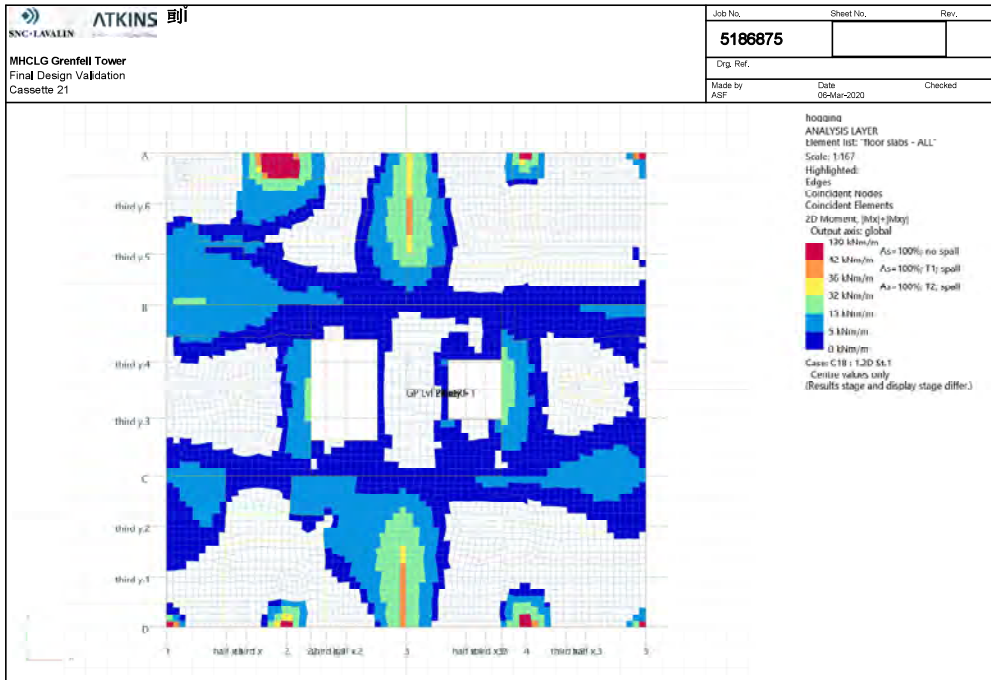 SNC·LAVALIN ATKINS
MHCLG Grenfell Tower
Final Design Validation
Cassette 21
Job No. Sheet No. Rev.
5186875
Drg. Ref.
Made by Date Checked
ASF 06-Mar-2020
hogging
ANALYSIS LAYER
Element list: "floor slabs - ALL"
Scale: 1:167
Highlighted:
Edges
Coincident Nodes
Coincident Elements
2D Moment, |Mx|+|Mxy|
Output axis: global
130 kNm/m
As=100%; no spall
42 kNm/m
As=100%; T1; spall
36 kNm/m
As=100%; T2; spall
32 kNm/m
13 kNm/m
5 kNm/m
0 kNm/m
Case: C18 : 1.2D St.1
Centre values only
(Results stage and display stage differ.)
A
third y.6
third y.5
B
third y.4
third y.3
C
third y.2
third y.1
D
1 2 3 4 5